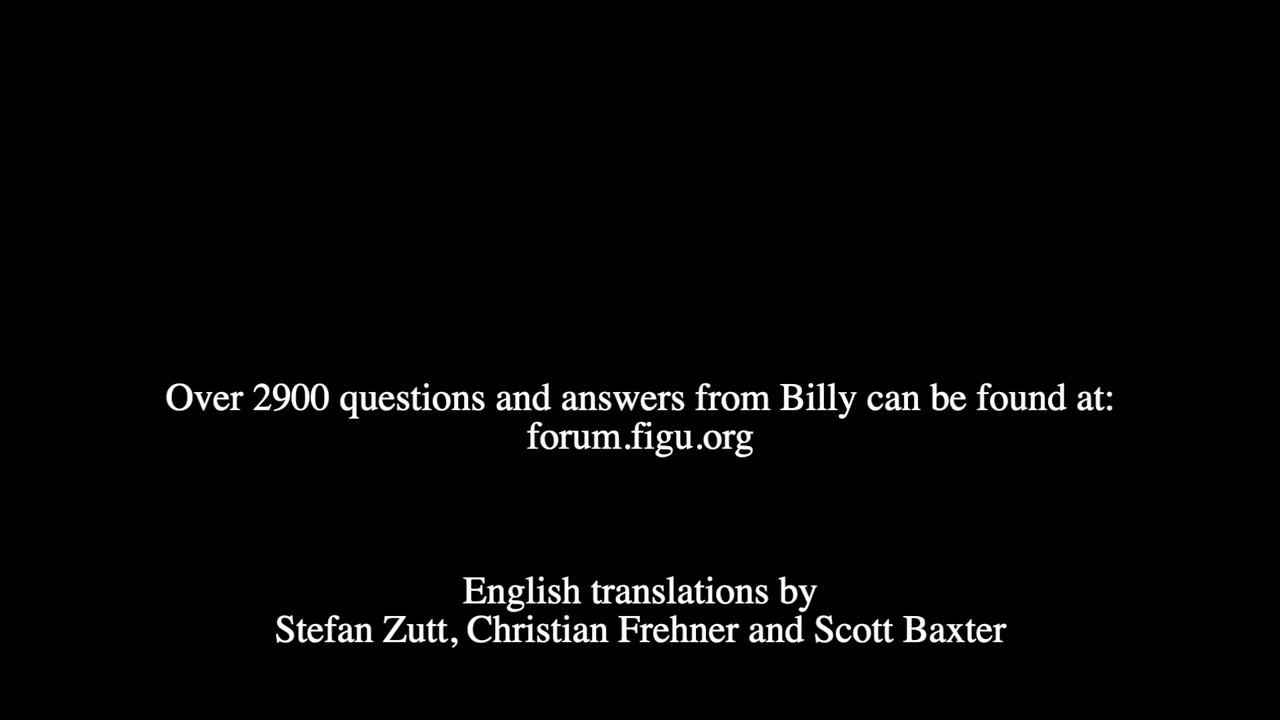 Over 2900 questions and answers from Billy can be found at:
forum.figu.org
English translations by
Stefan Zutt, Christian Frehner and Scott Baxter